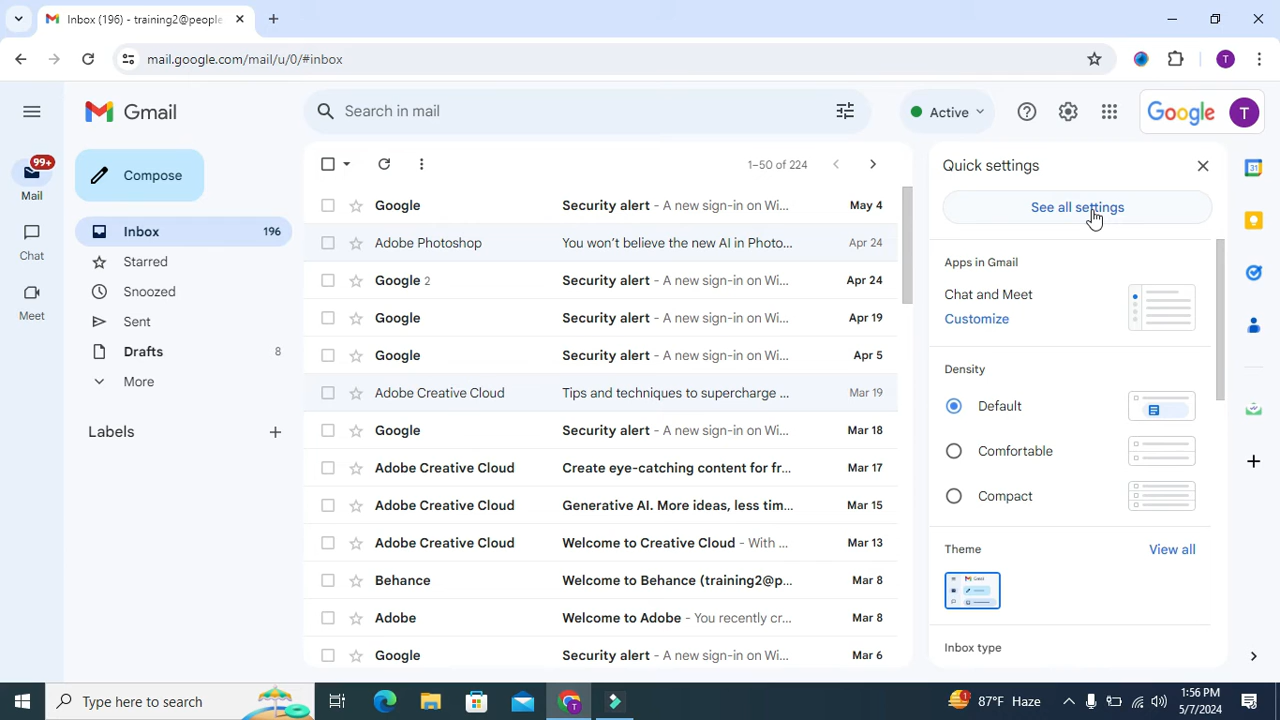 Inbox (196) - training2@people
mail.google.com/mail/u/0/#inbox
T
Gmail
Search in mail
Active
Google T
99+
Mail
Chat
Meet
Compose
Inbox 196
Starred
Snoozed
Sent
Drafts 8
More
Labels
1–50 of 224
Google Security alert - A new sign-in on Wi... May 4
Adobe Photoshop You won't believe the new AI in Photo... Apr 24
Google 2 Security alert - A new sign-in on Wi... Apr 24
Google Security alert - A new sign-in on Wi... Apr 19
Google Security alert - A new sign-in on Wi... Apr 5
Adobe Creative Cloud Tips and techniques to supercharge ... Mar 19
Google Security alert - A new sign-in on Wi... Mar 18
Adobe Creative Cloud Create eye-catching content for fr... Mar 17
Adobe Creative Cloud Generative AI. More ideas, less tim... Mar 15
Adobe Creative Cloud Welcome to Creative Cloud - With ... Mar 13
Behance Welcome to Behance (training2@p... Mar 8
Adobe Welcome to Adobe - You recently cr... Mar 8
Google Security alert - A new sign-in on Wi... Mar 6
Quick settings
See all settings
Apps in Gmail
Chat and Meet
Customize
Density
Default
Comfortable
Compact
Theme View all
Inbox type
31
Type here to search
87°F Haze
1:56 PM
5/7/2024